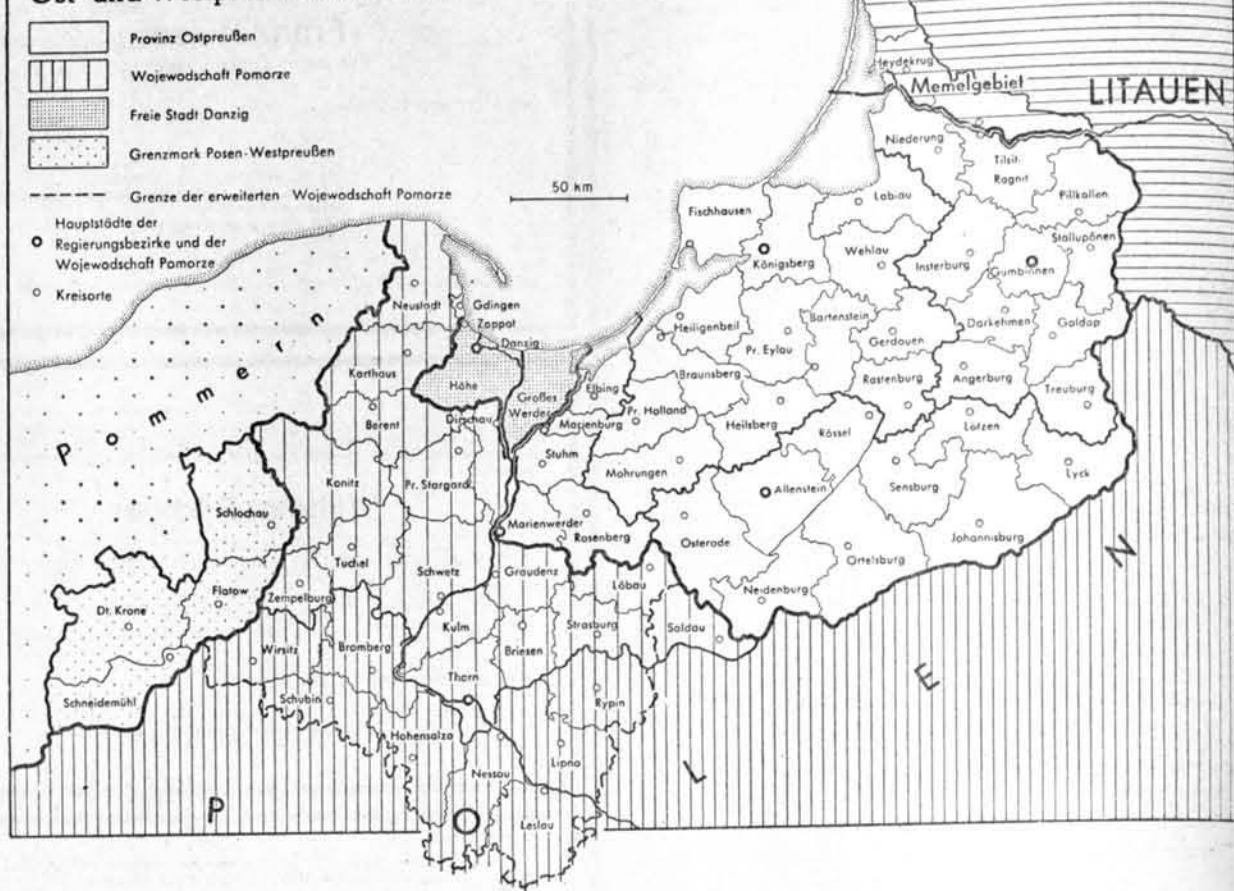 Ost- und
Provinz Ostpreußen
Wojewodschaft Pomorze
Freie Stadt Danzig
Grenzmark Posen-Westpreußen
Grenze der erweiterten Wojewodschaft Pomorze
Hauptstädte der
Regierungsbezirke und der
Wojewodschaft Pomorze
Kreisorte
50 km
Heydekrug
Memelgebiet
LITAUEN
Niederung
Tilsit-
Ragnit
Pillkallen
Labiau
Fischhausen
Stallupönen
Wehlau
Königsberg
Insterburg
Gumbinnen
Neustadt
Gdingen
Zoppot
Danzig
Heiligenbeil
Bartenstein
Darkehmen
Goldap
Pr. Eylau
Gerdauen
Karthaus
Höhe
Großes
Werder
Elbing
Braunsberg
Rastenburg
Angerburg
Treuburg
Pommern
Berent
Dirschau
Marienburg
Pr. Holland
Heilsberg
Rössel
Lötzen
Stuhm
Mohrungen
Lyck
Konitz
Pr. Stargard
Allenstein
Sensburg
Schlochau
Marienwerder
Rosenberg
Osterode
Johannisburg
Tuchel
Ortelsburg
Schwetz
Graudenz
Löbau
Neidenburg
Flatow
Zempelburg
Dt. Krone
Kulm
Strasburg
Soldau
Wirsitz
Bromberg
Briesen
Thorn
Schneidemühl
Schubin
Rypin
Hohensalza
Nessau
Lipno
Leslau
P
L
E
N